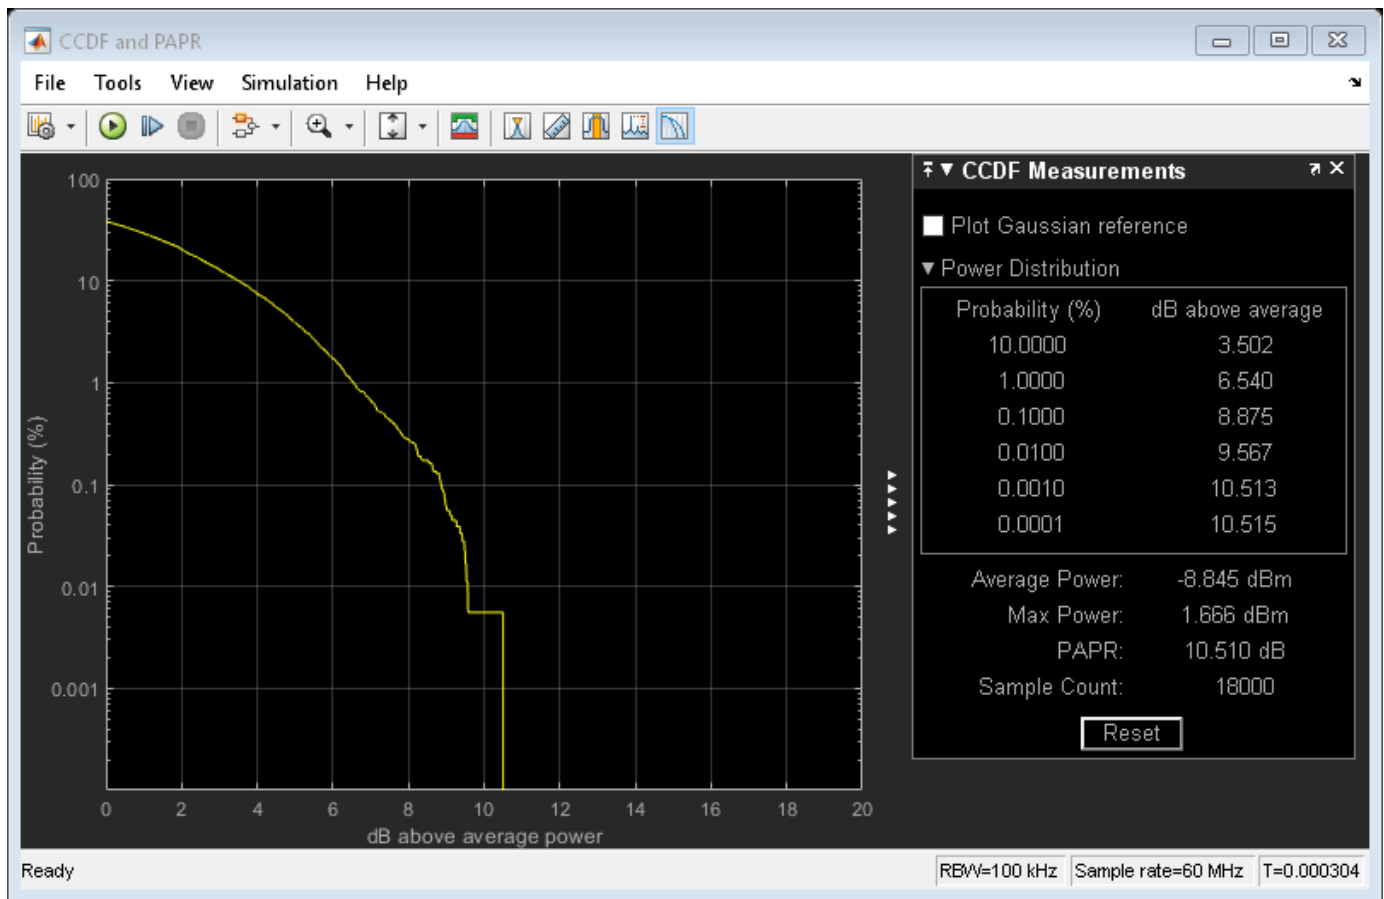 CCDF and PAPR
File Tools View Simulation Help
CCDF Measurements
Plot Gaussian reference
Power Distribution
Probability (%) dB above average
10.0000 3.502
1.0000 6.540
0.1000 8.875
0.0100 9.567
0.0010 10.513
0.0001 10.515
Average Power: -8.845 dBm
Max Power: 1.666 dBm
PAPR: 10.510 dB
Sample Count: 18000
Reset
100
10
1
0.1
0.01
0.001
Probability (%)
0 2 4 6 8 10 12 14 16 18 20
dB above average power
Ready RBW=100 kHz Sample rate=60 MHz T=0.000304